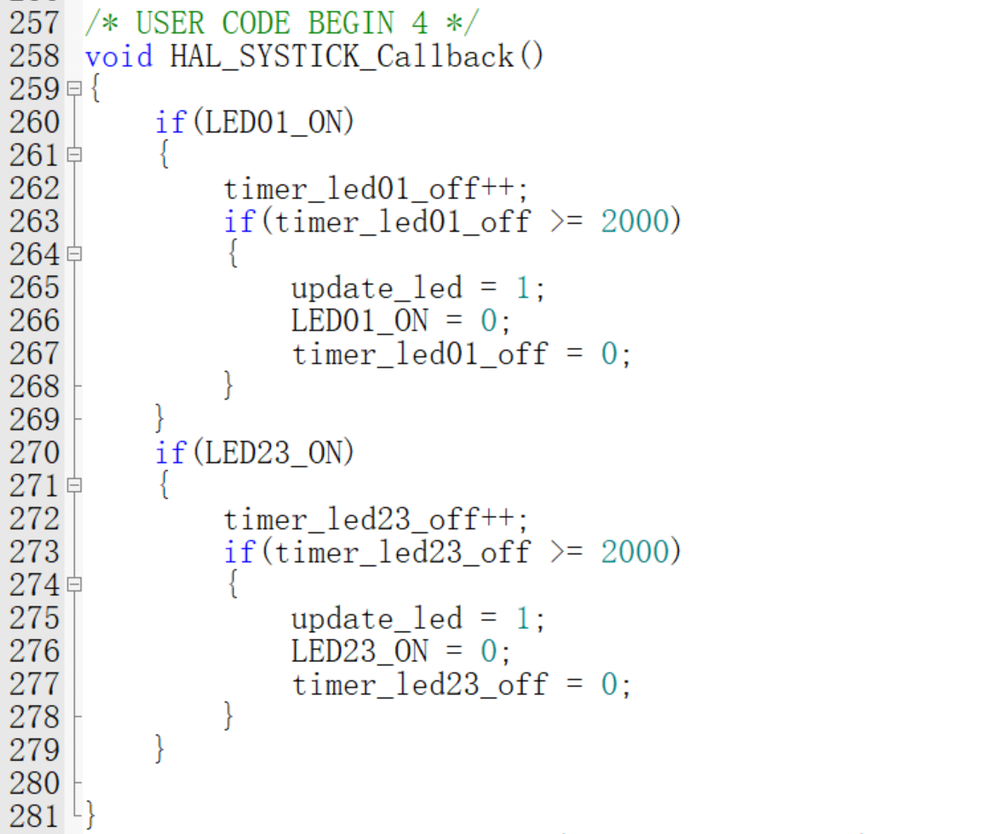 257 /* USER CODE BEGIN 4 */
258 void HAL_SYSTICK_Callback()
259 {
260     if(LED01_ON)
261     {
262         timer_led01_off++;
263         if(timer_led01_off >= 2000)
264         {
265             update_led = 1;
266             LED01_ON = 0;
267             timer_led01_off = 0;
268         }
269     }
270     if(LED23_ON)
271     {
272         timer_led23_off++;
273         if(timer_led23_off >= 2000)
274         {
275             update_led = 1;
276             LED23_ON = 0;
277             timer_led23_off = 0;
278         }
279     }
280
281 }